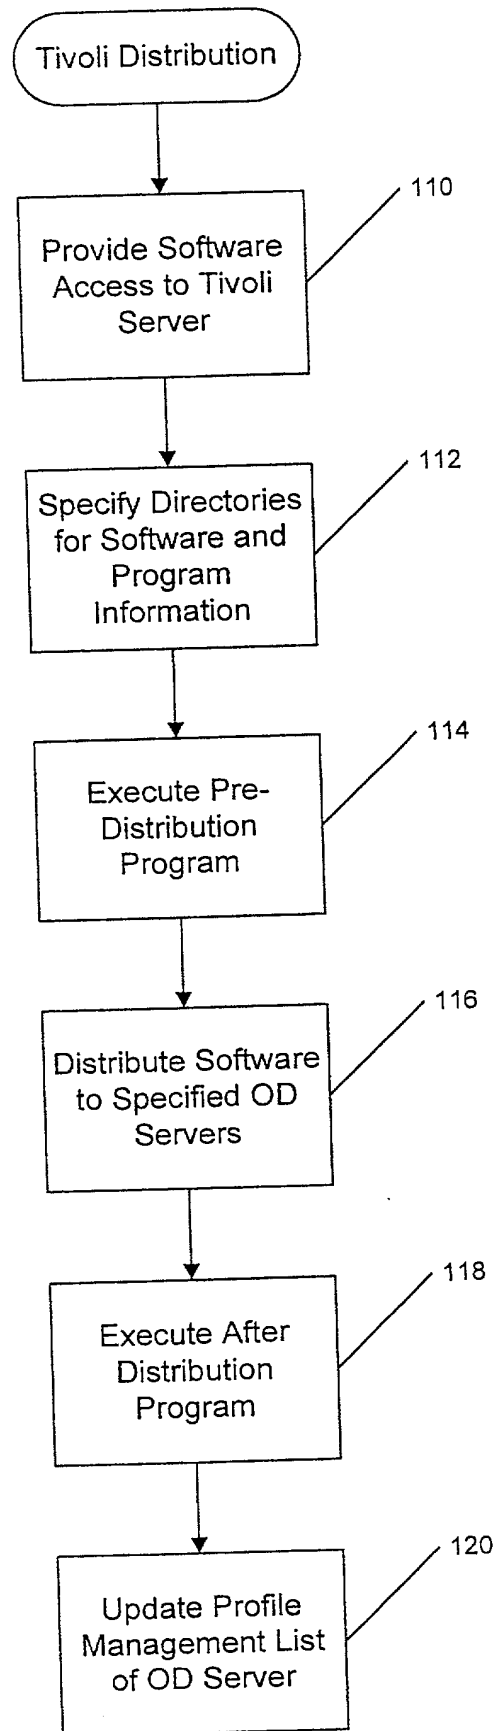 Tivoli Distribution
110
Provide Software
Access to Tivoli
Server
112
Specify Directories
for Software and
Program
Information
114
Execute Pre-
Distribution
Program
116
Distribute Software
to Specified OD
Servers
118
Execute After
Distribution
Program
120
Update Profile
Management List
of OD Server